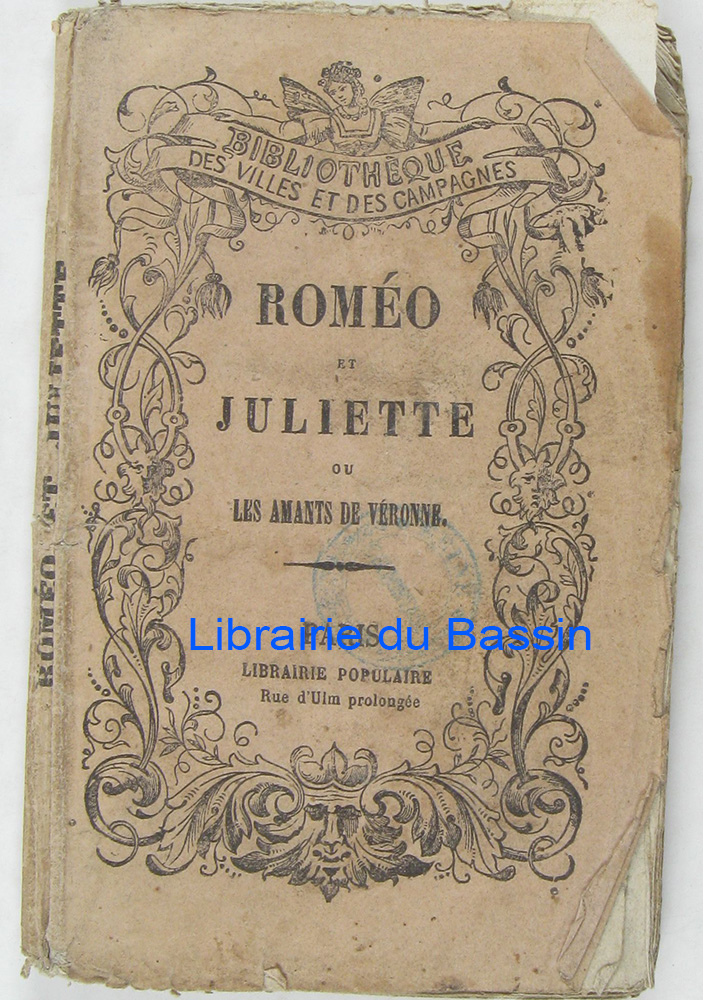 BIBLIOTHÈQUE
DES VILLES ET DES CAMPAGNES
ROMÉO
ET
JULIETTE
OU
LES AMANTS DE VÉRONNE.
PARIS
LIBRAIRIE POPULAIRE
Rue d'Ulm prolongée
ROMÉO ET JULIETTE
Librairie du Bassin